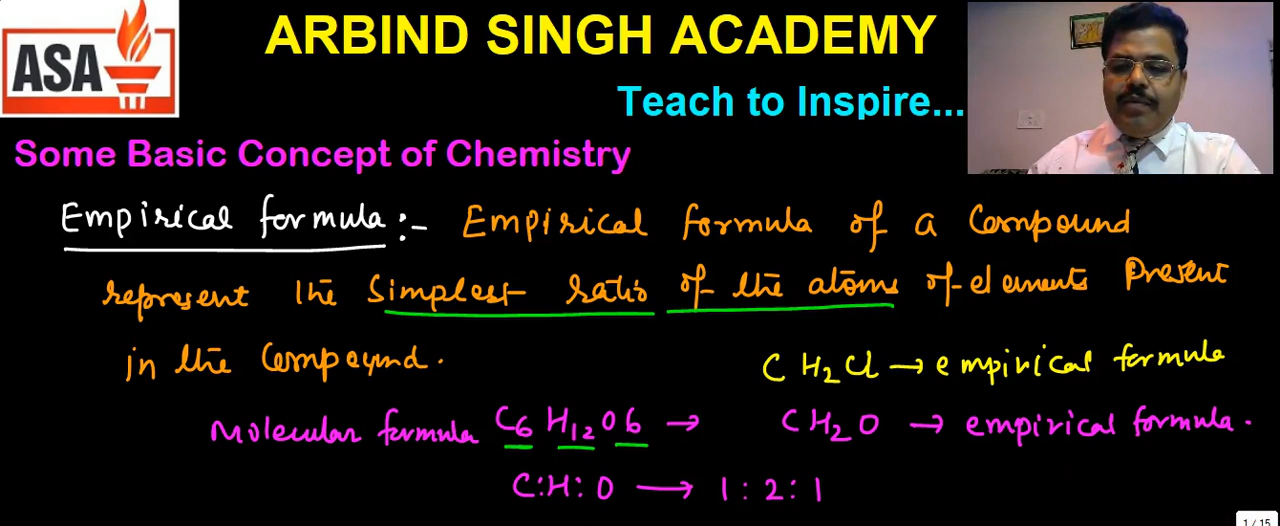 ASA
ARBIND SINGH ACADEMY
Teach to Inspire...
Some Basic Concept of Chemistry
Empirical formula :- Empirical formula of a Compound
represent the Simplest ratio of the atoms of elements Present
in the Compound.
CH₂Cl → empirical formula
Molecular formula C₆H₁₂O₆ → CH₂O → empirical formula.
C:H:O → 1:2:1
1 / 15